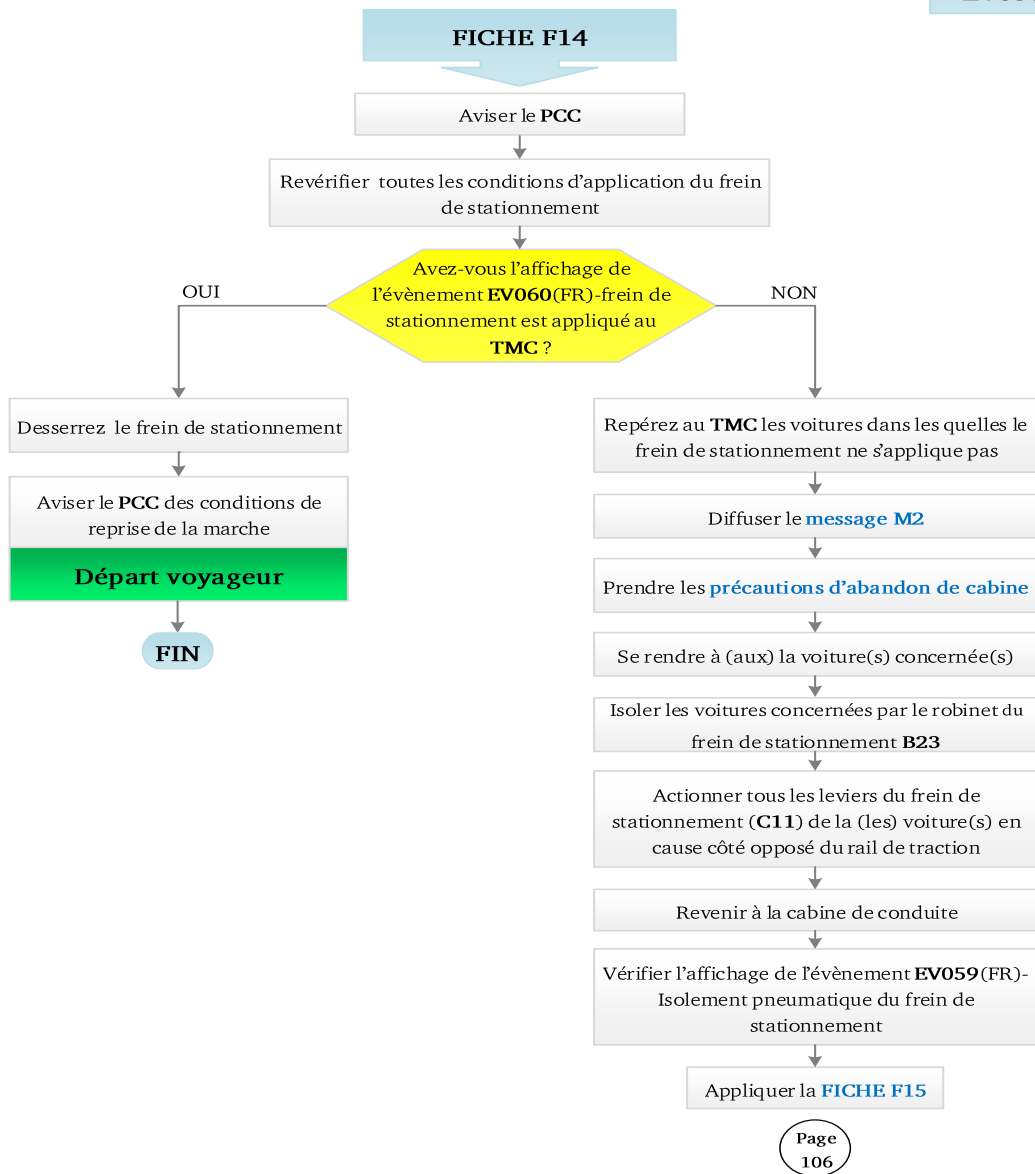 FICHE F14
Aviser le PCC
Revérifier toutes les conditions d'application du frein
de stationnement
Avez-vous l'affichage de
l'évènement EV060(FR)-frein de
stationnement est appliqué au
TMC ?
OUI
NON
Desserrez le frein de stationnement
Aviser le PCC des conditions de
reprise de la marche
Départ voyageur
FIN
Repérez au TMC les voitures dans les quelles le
frein de stationnement ne s'applique pas
Diffuser le message M2
Prendre les précautions d'abandon de cabine
Se rendre à (aux) la voiture(s) concernée(s)
Isoler les voitures concernées par le robinet du
frein de stationnement B23
Actionner tous les leviers du frein de
stationnement (C11) de la (les) voiture(s) en
cause côté opposé du rail de traction
Revenir à la cabine de conduite
Vérifier l'affichage de l'évènement EV059(FR)-
Isolement pneumatique du frein de
stationnement
Appliquer la FICHE F15
Page
106